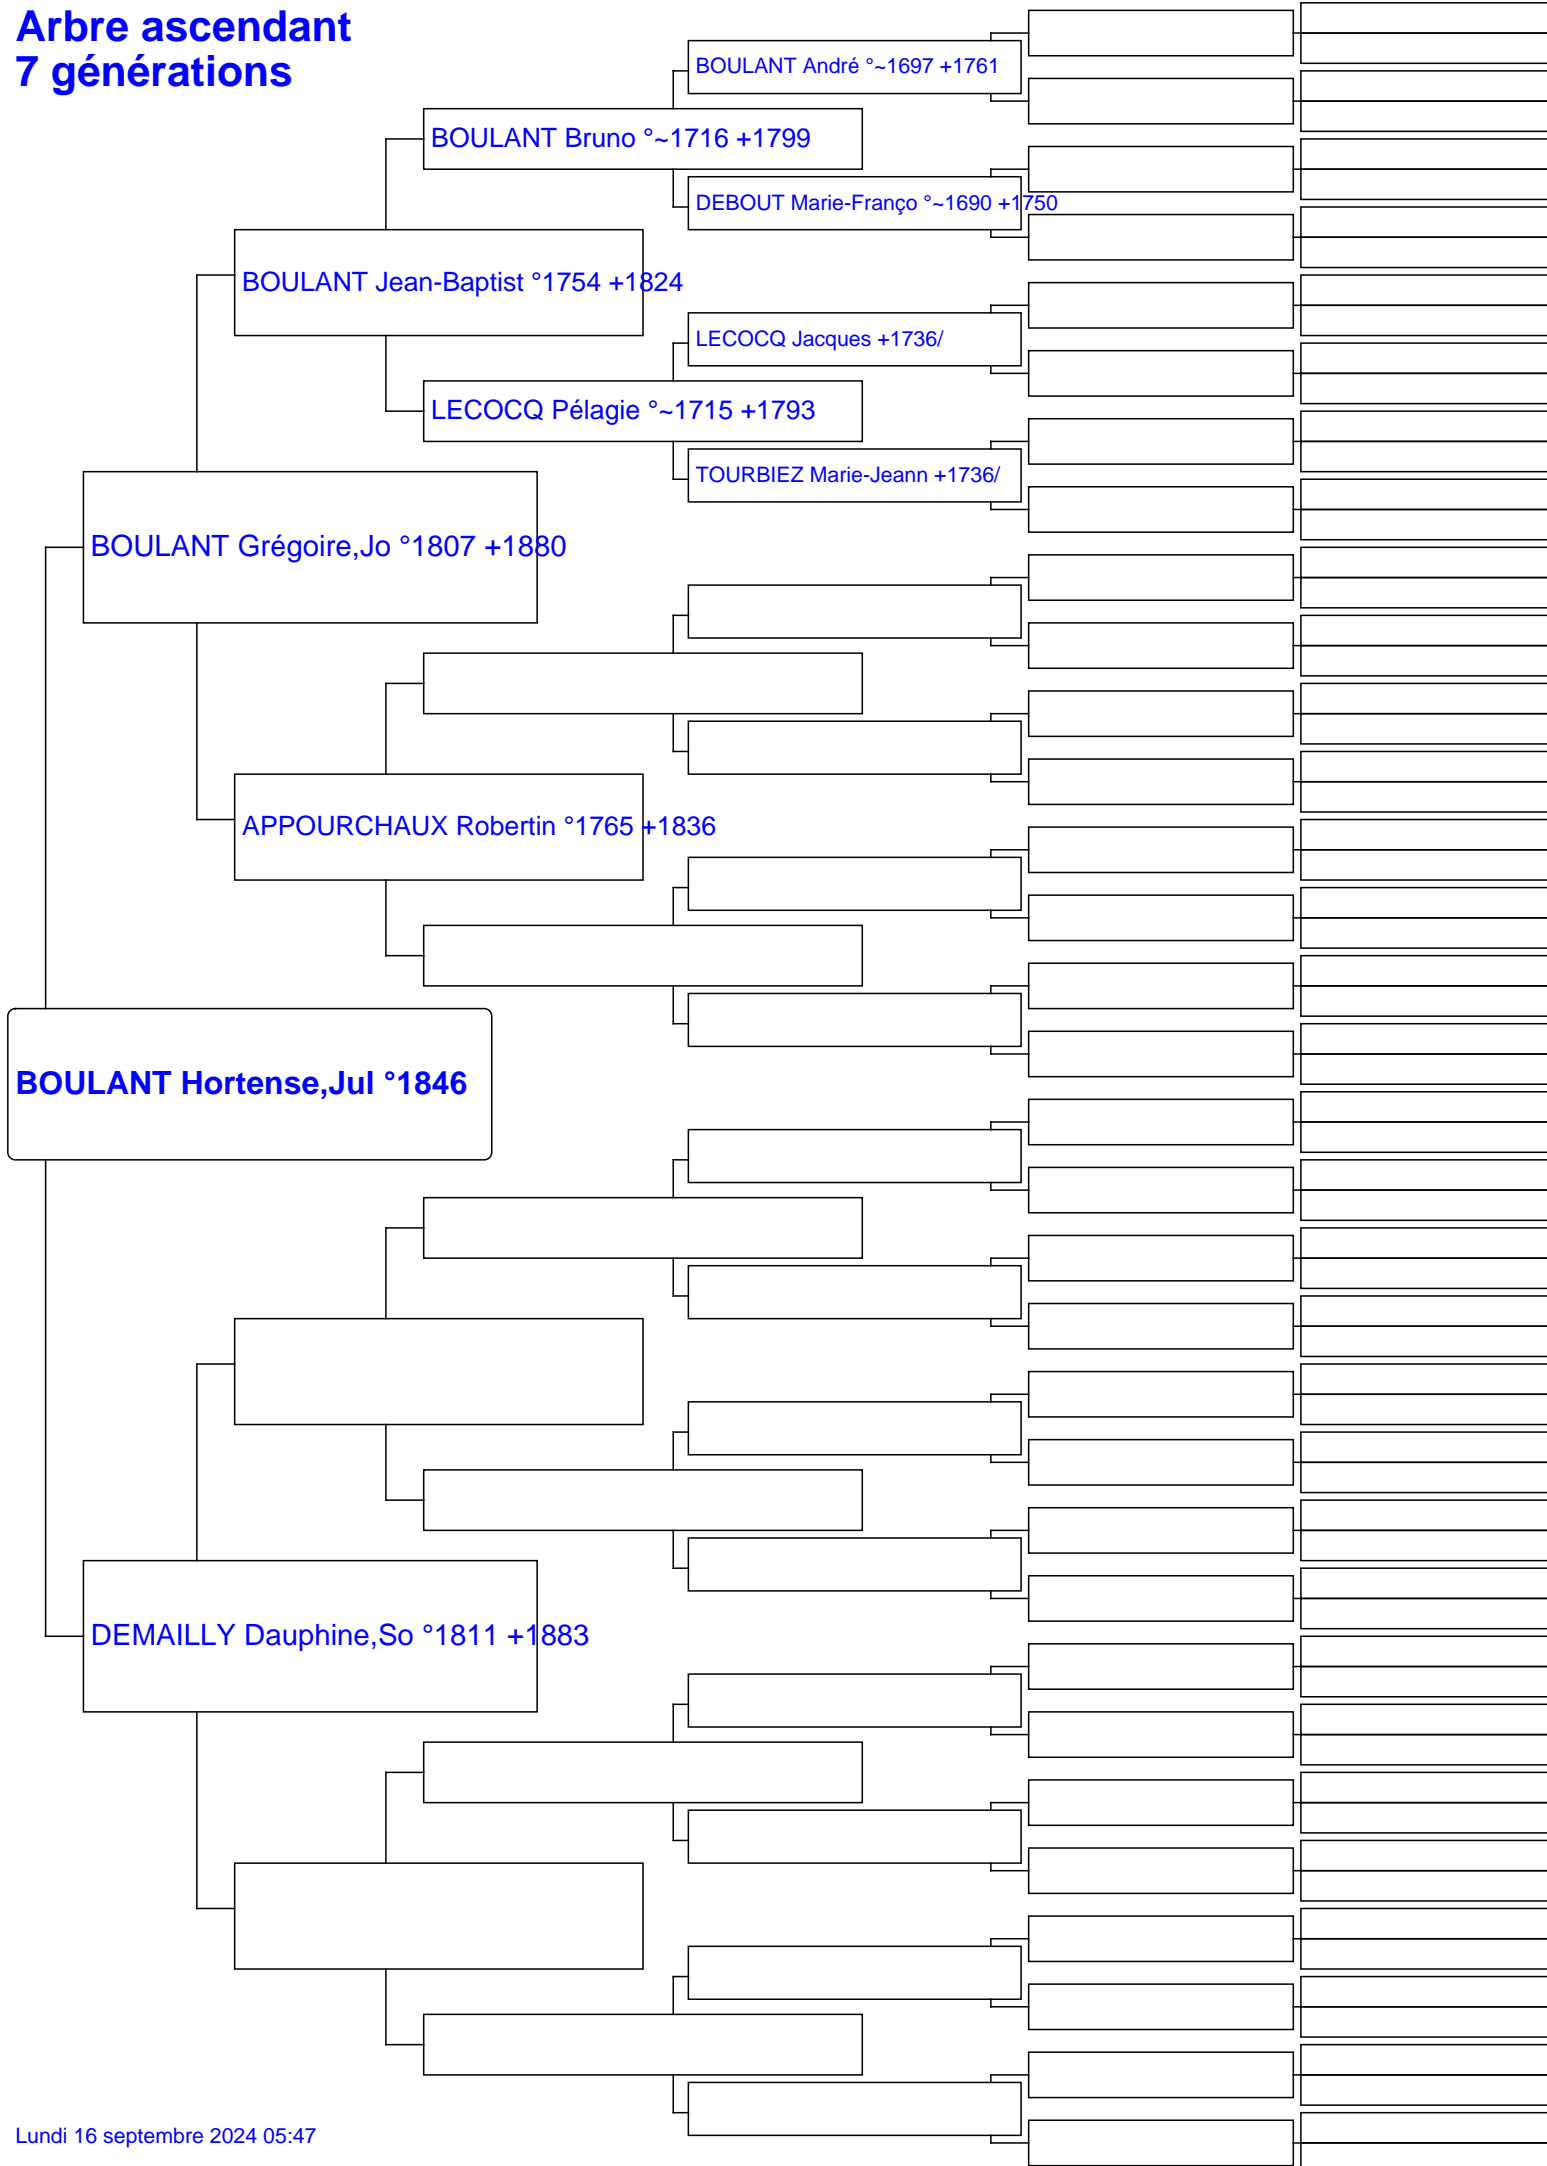 Arbre ascendant
7 générations
BOULANT André °~1697 +1761
BOULANT Bruno °~1716 +1799
DEBOUT Marie-Franço °~1690 +1750
BOULANT Jean-Baptist °1754 +1824
LECOCQ Jacques +1736/
LECOCQ Pélagie °~1715 +1793
TOURBIEZ Marie-Jeann +1736/
BOULANT Grégoire,Jo °1807 +1880
APPOURCHAUX Robertin °1765 +1836
BOULANT Hortense,Jul °1846
DEMAILLY Dauphine,So °1811 +1883
Lundi 16 septembre 2024 05:47